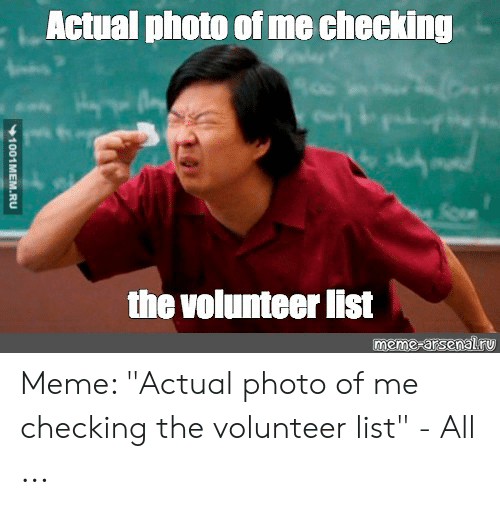 Actual photo of me checking
1001MEM.RU
the volunteer list
meme-arsenal.ru
Meme: "Actual photo of me
checking the volunteer list" - All
...